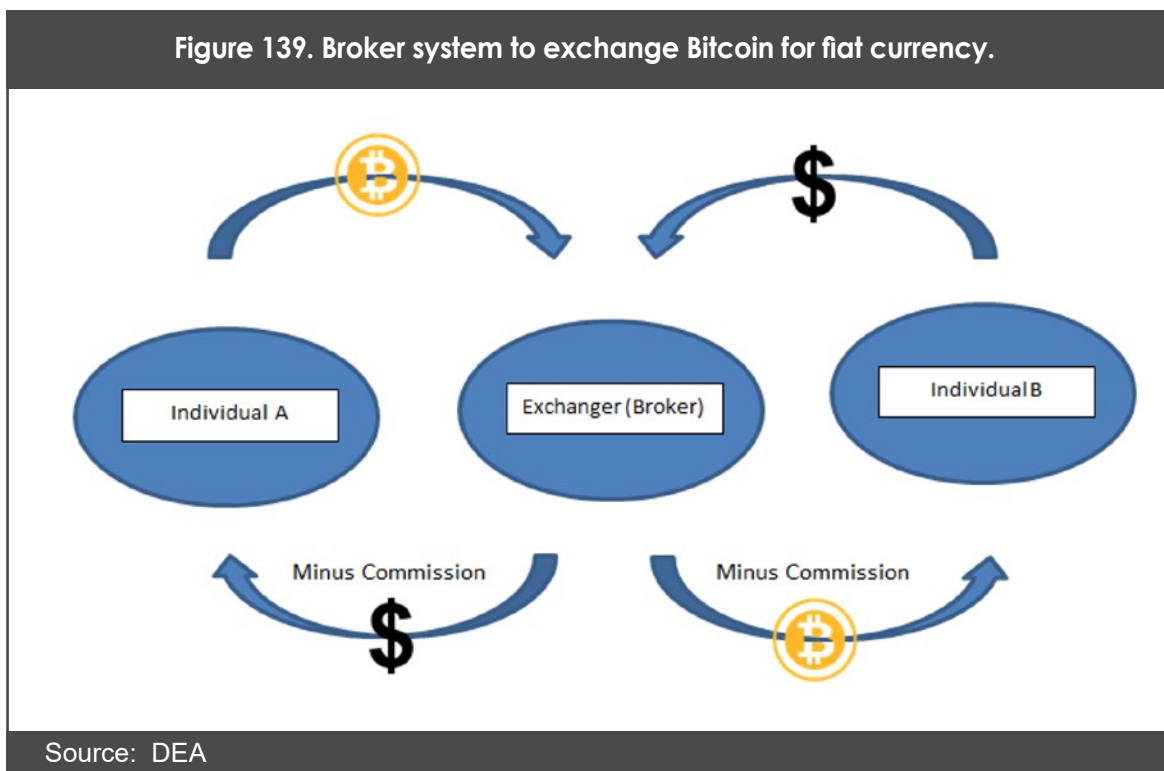 Figure 139. Broker system to exchange Bitcoin for fiat currency.
$
Individual A
Exchanger (Broker)
Individual B
Minus Commission
Minus Commission
$
Source: DEA